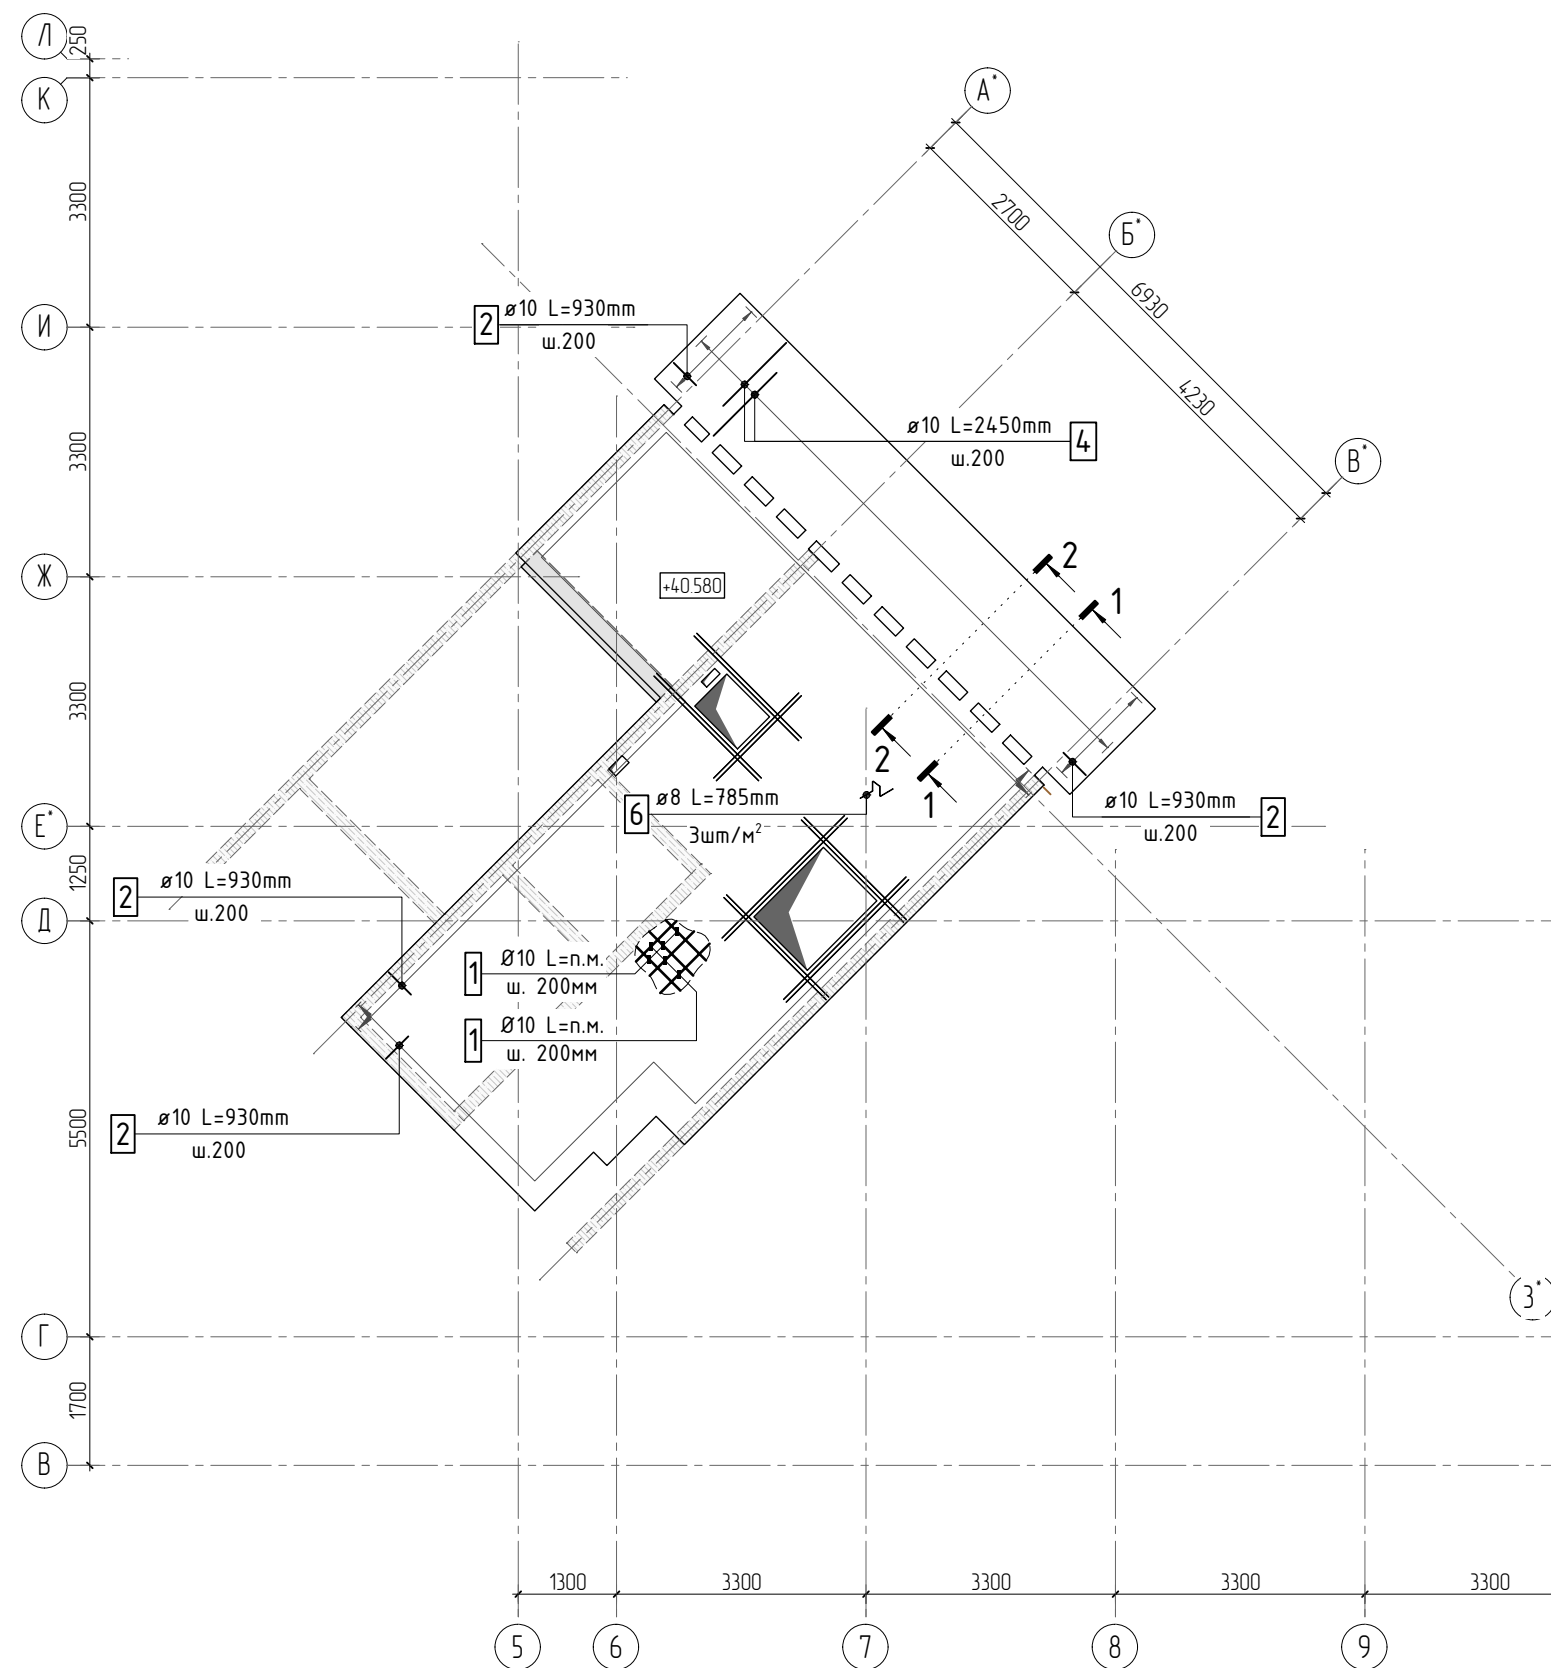 Л
250
К
А*
3300
2700
Б*
6930
ø10 L=930mm
2
ш.200
И
4230
ø10 L=2450mm
4
ш.200
В*
3300
2
Ж
+40.580
1
3300
2
1
ø8 L=785mm
6
3шт/м²
ø10 L=930mm
2
ш.200
Е*
1250
ø10 L=930mm
2
ш.200
Д
Ø10 L=п.м.
1
ш. 200мм
Ø10 L=п.м.
1
ш. 200мм
5500
ø10 L=930mm
2
ш.200
З*
Г
1700
В
1300
3300
3300
3300
3300
5
6
7
8
9